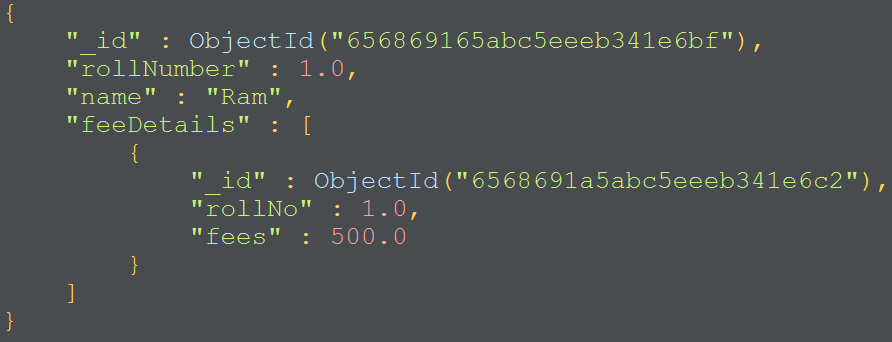 {
"_id" : ObjectId("656869165abc5eeeb341e6bf"),
"rollNumber" : 1.0,
"name" : "Ram",
"feeDetails" : [
{
"_id" : ObjectId("6568691a5abc5eeeb341e6c2"),
"rollNo" : 1.0,
"fees" : 500.0
}
]
}